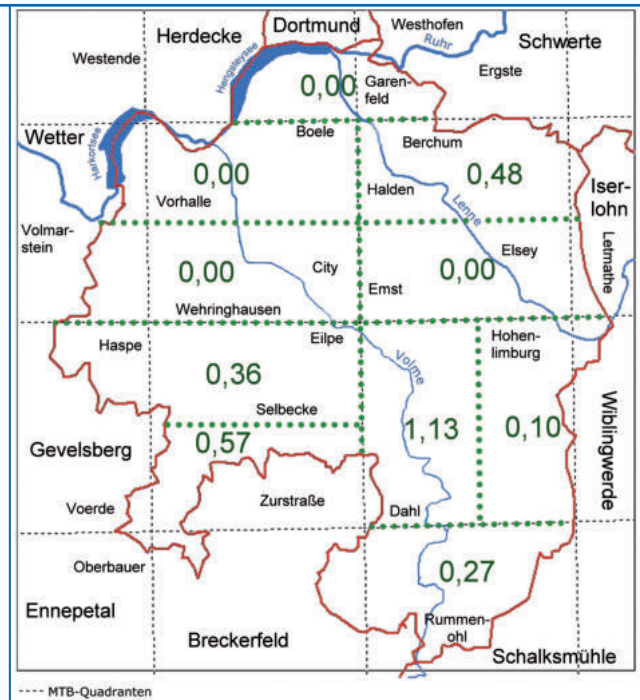 Herdecke
Dortmund
Westhofen
Ruhr
Schwerte
Westende
Hengsteysee
Ergste
0,00
Garen-
feld
Wetter
Harkortsee
Boele
Berchum
0,00
0,48
Vorhalle
Halden
Lenne
Iser-
lohn
Volmar-
stein
Letmathe
0,00
City
Emst
Elsey
0,00
Wehringhausen
Haspe
Eilpe
Volme
Hohen-
limburg
0,36
Selbecke
Gevelsberg
0,57
1,13
0,10
Wiblingwerde
Voerde
Zurstraße
Dahl
Oberbauer
0,27
Ennepetal
Breckerfeld
Rummen-
ohl
Schalksmühle
---- MTB-Quadranten